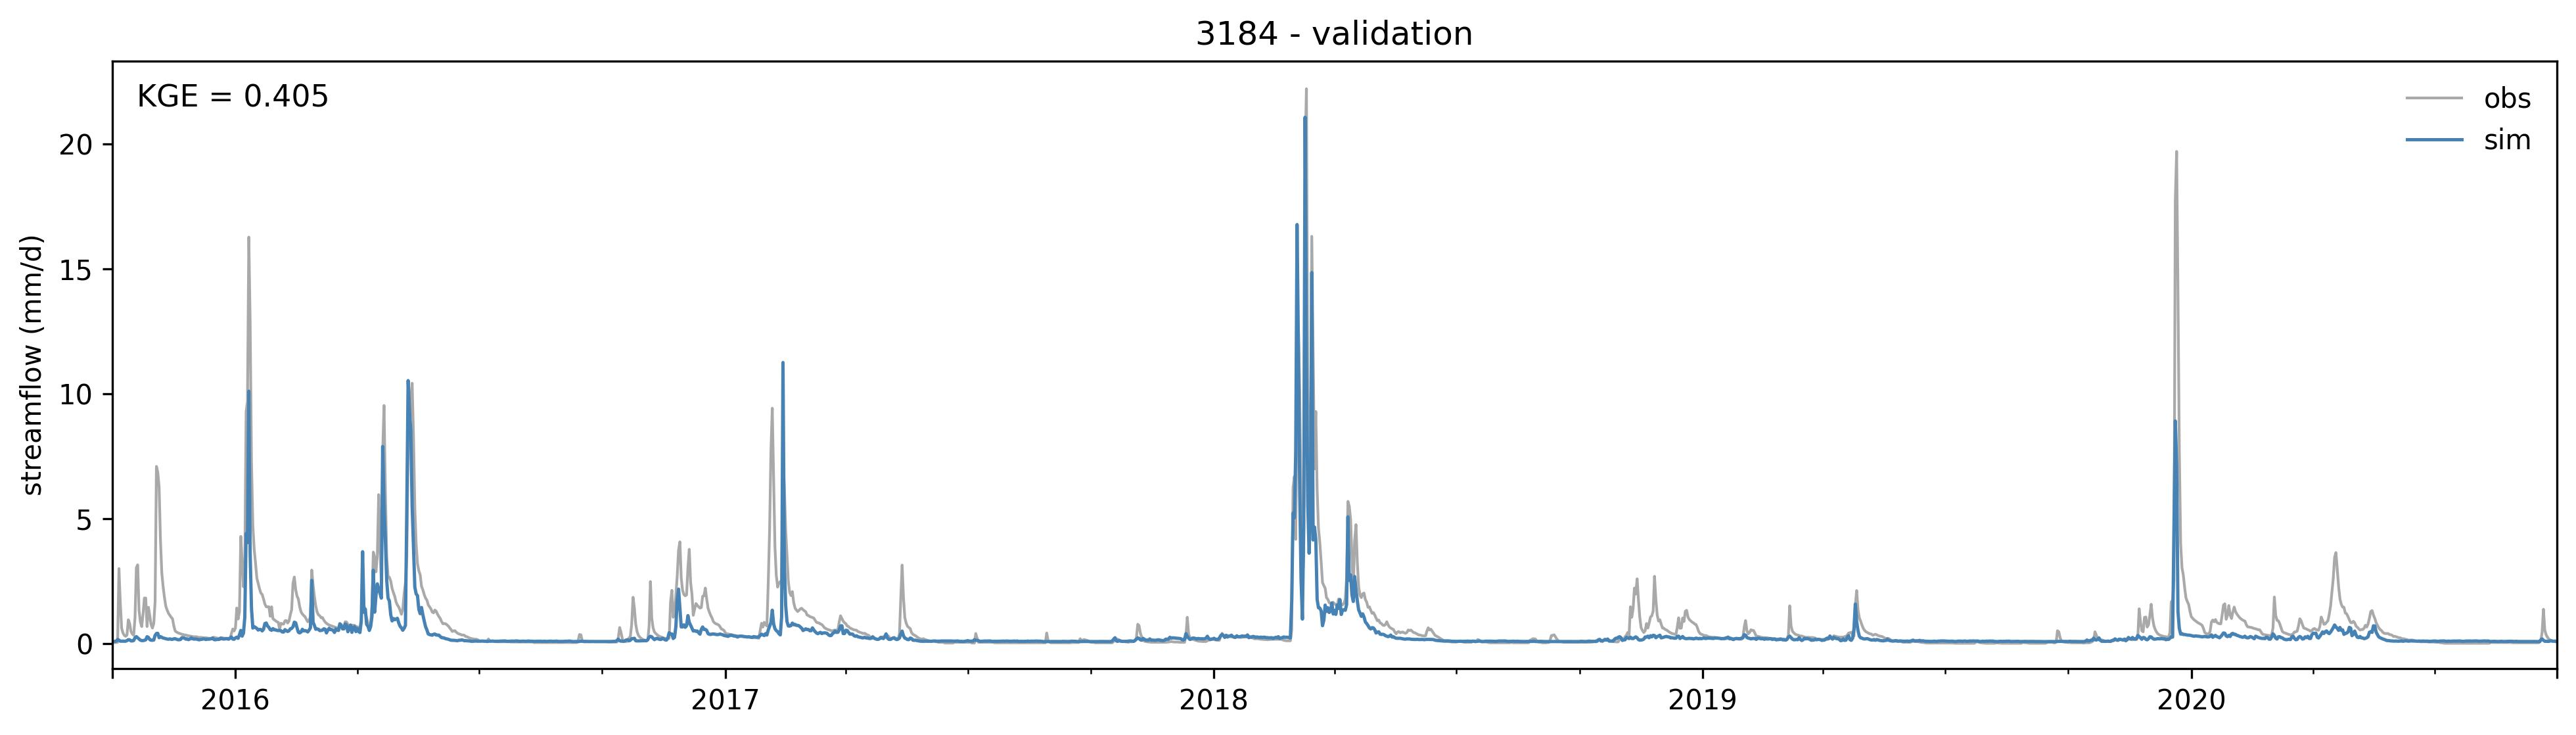 3184 - validation
KGE = 0.405
obs
sim
streamflow (mm/d)
20
15
10
5
0
2016
2017
2018
2019
2020